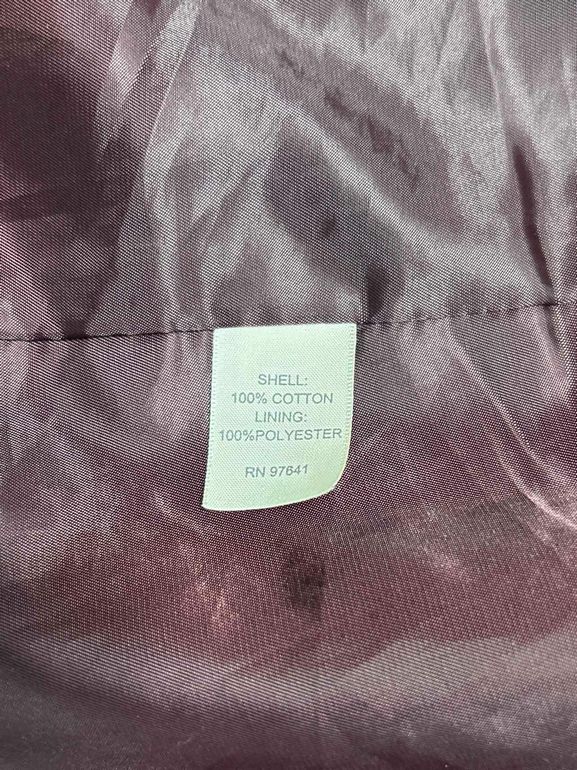 SHELL:
100% COTTON
LINING:
100%POLYESTER
RN 97641